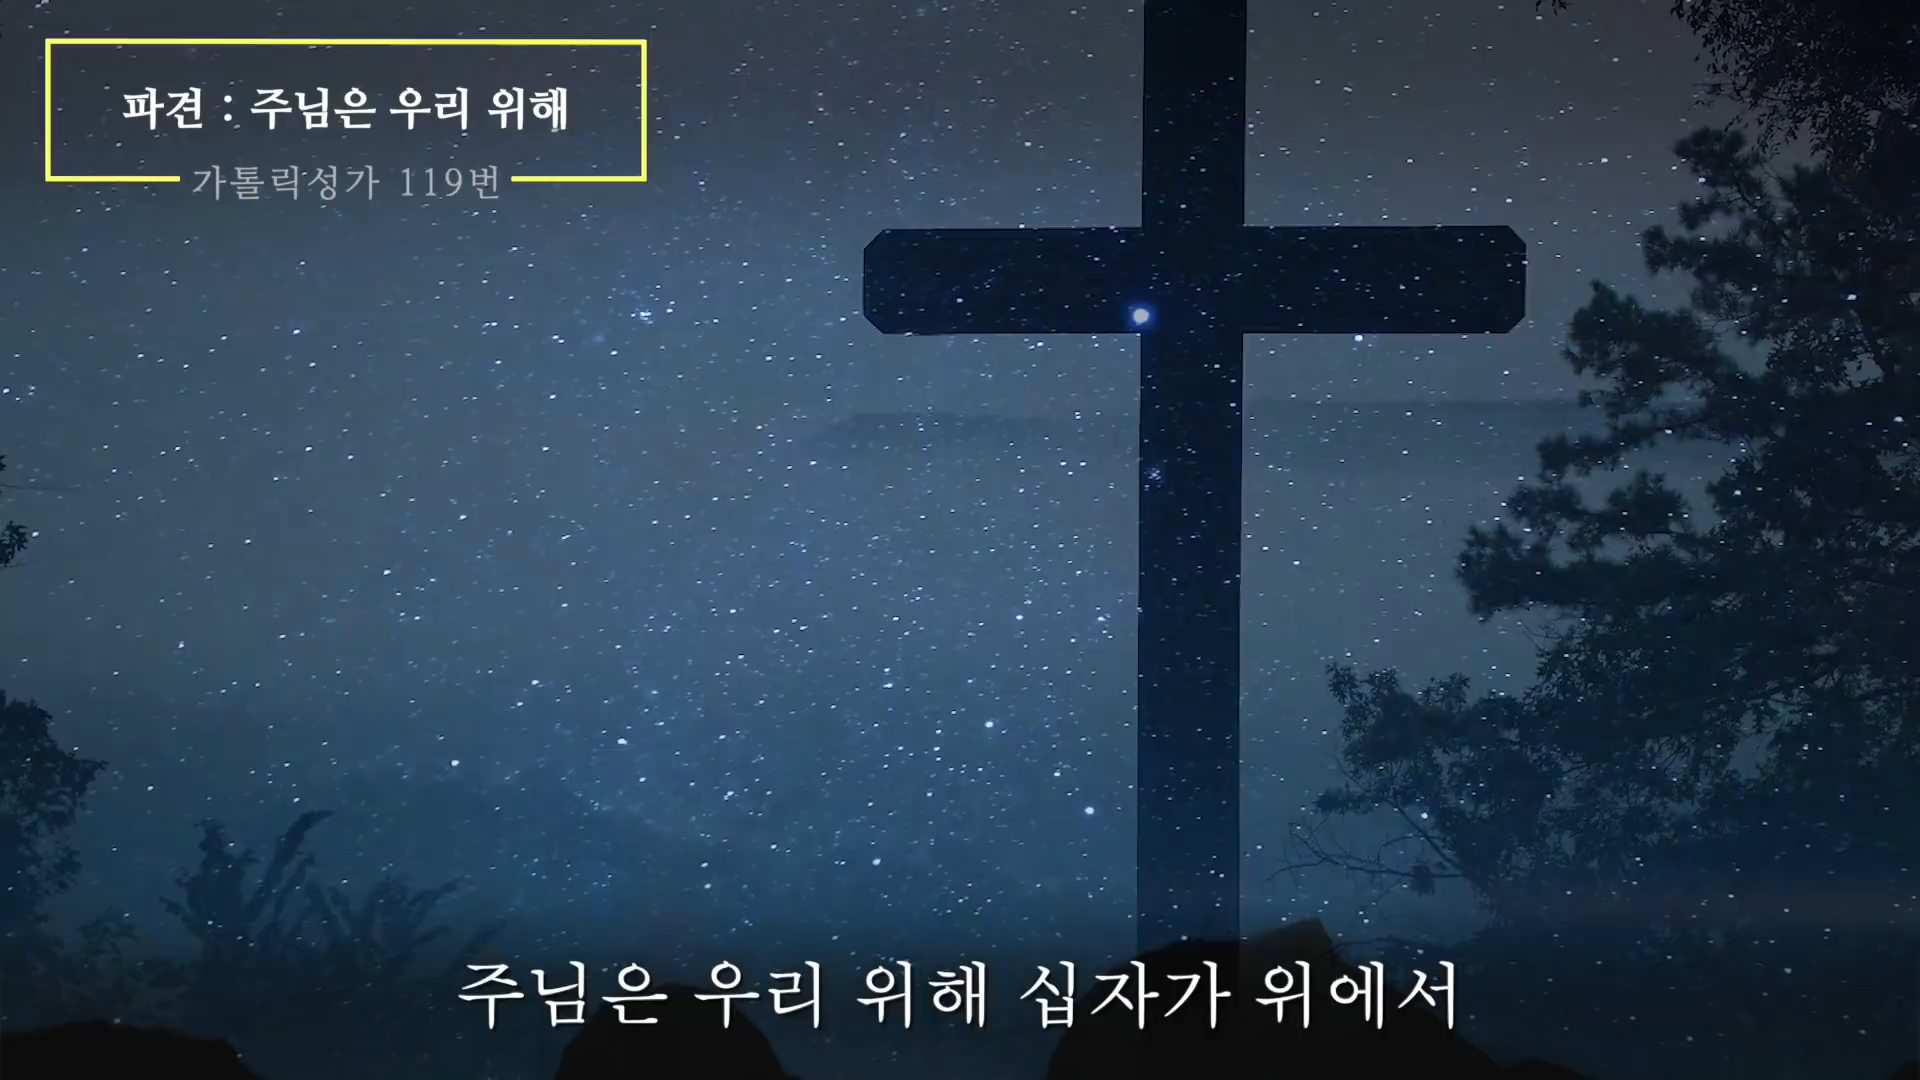 파견 : 주님은 우리 위해
가톨릭성가 119번
주님은 우리 위해 십자가 위에서